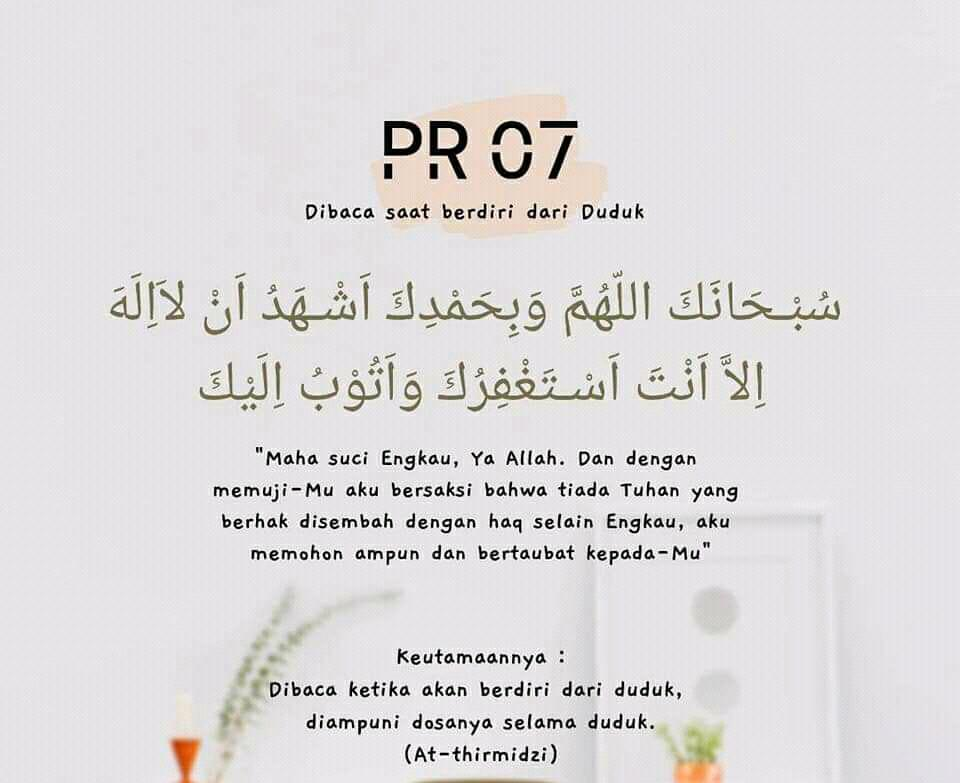 PR 07
Dibaca saat berdiri dari Duduk
سُبْحَانَكَ اللّهُمَّ وَبِحَمْدِكَ اَشْهَدُ اَنْ لاَاِلَهَ
اِلاَّ اَنْتَ اَسْتَغْفِرُكَ وَاَتُوْبُ اِلَيْكَ
"Maha suci Engkau, Ya Allah. Dan dengan
memuji-Mu aku bersaksi bahwa tiada Tuhan yang
berhak disembah dengan haq selain Engkau, aku
memohon ampun dan bertaubat kepada-Mu"
Keutamaannya :
Dibaca ketika akan berdiri dari duduk,
diampuni dosanya selama duduk.
(At-thirmidzi)